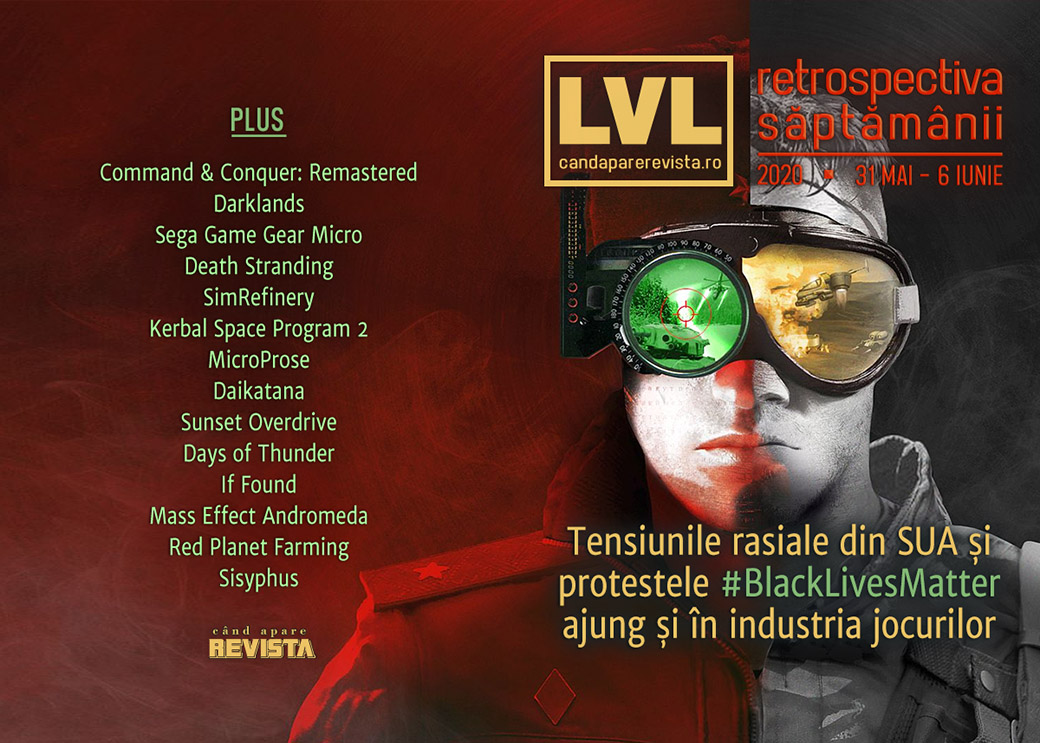 PLUS
Command & Conquer: Remastered
Darklands
Sega Game Gear Micro
Death Stranding
SimRefinery
Kerbal Space Program 2
MicroProse
Daikatana
Sunset Overdrive
Days of Thunder
If Found
Mass Effect Andromeda
Red Planet Farming
Sisyphus
când apare
REVISTA
LVL
candaparerevista.ro
retrospectiva
săptămânii
2020 ★ 31 MAI - 6 IUNIE
Tensiunile rasiale din SUA și
protestele #BlackLivesMatter
ajung și în industria jocurilor